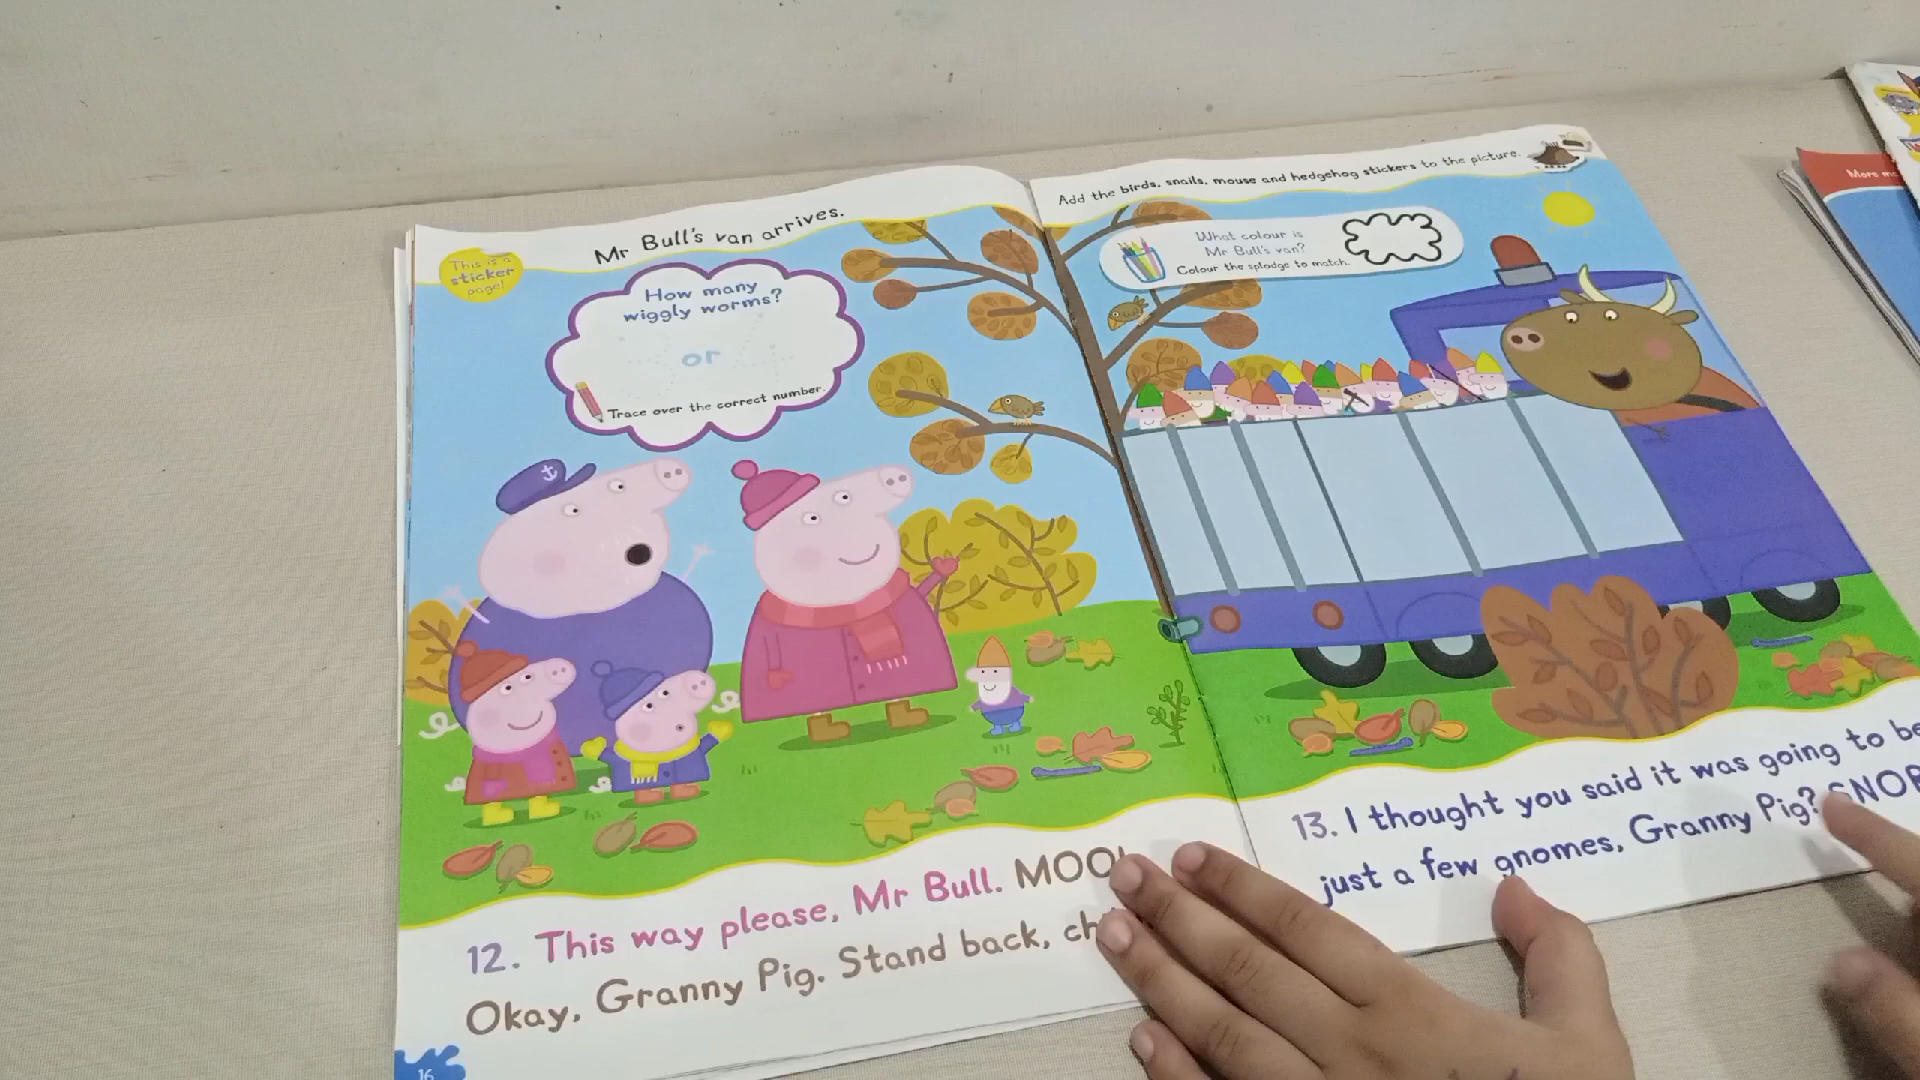 Mr Bull's van arrives.
This is a
sticker
page!
How many
wiggly worms?
or
Trace over the correct number.
12. This way please, Mr Bull. MOO!
Okay, Granny Pig. Stand back,
16
Add the birds, snails, mouse and hedgehog stickers to the picture.
What colour is
Mr Bull's van?
Colour the splodge to match.
13. I thought you said it was going to be
just a few gnomes, Granny Pig?
More